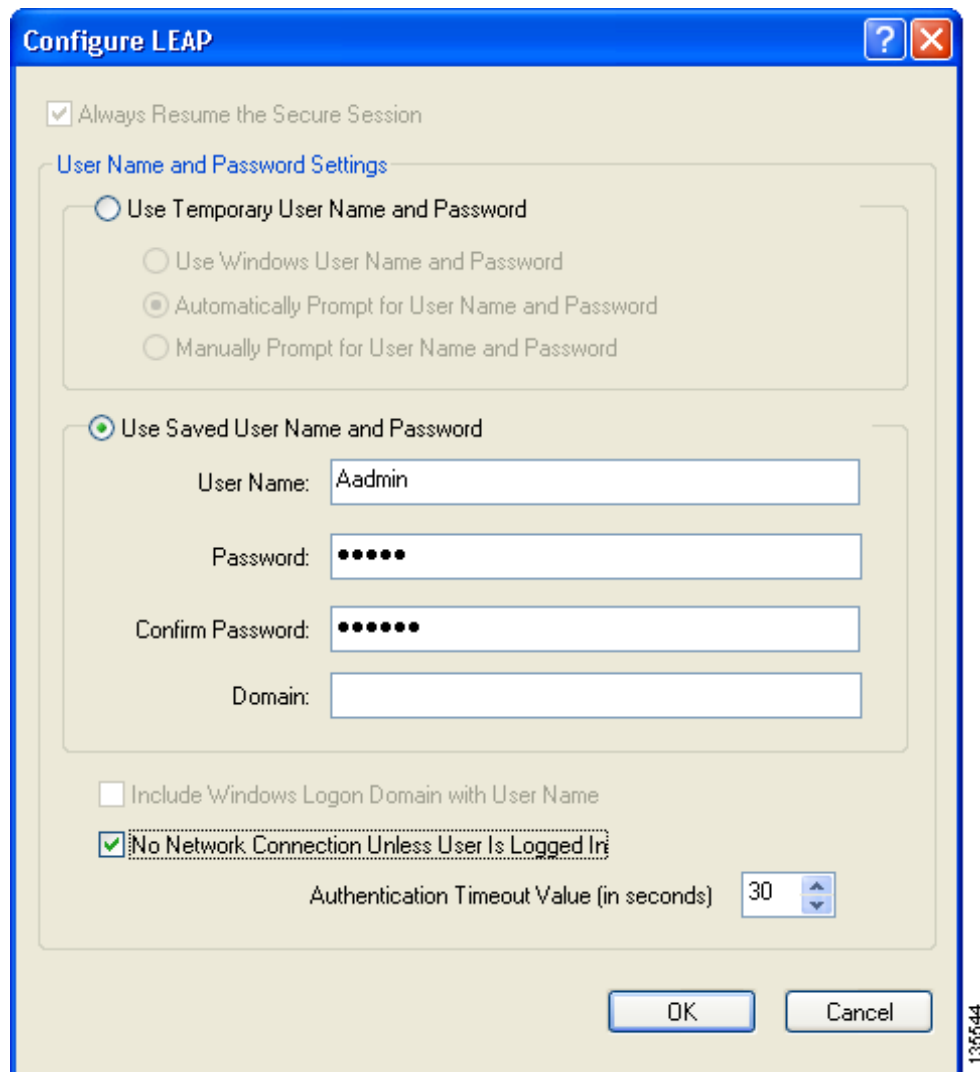 Configure LEAP
Always Resume the Secure Session
User Name and Password Settings
Use Temporary User Name and Password
Use Windows User Name and Password
Automatically Prompt for User Name and Password
Manually Prompt for User Name and Password
Use Saved User Name and Password
User Name: Aadmin
Password: •••••
Confirm Password: ••••••
Domain:
Include Windows Logon Domain with User Name
No Network Connection Unless User Is Logged In
Authentication Timeout Value (in seconds) 30
OK Cancel
135544